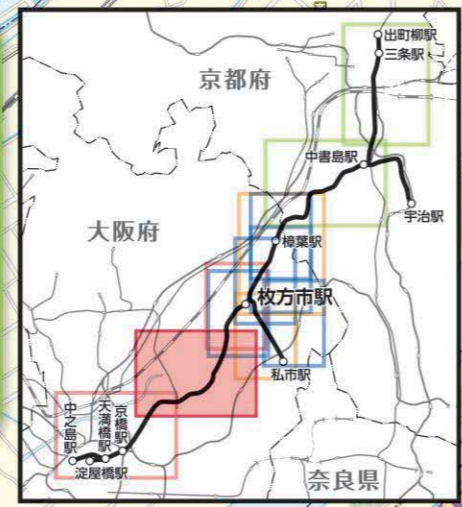 出町柳駅
三条駅
京都府
中書島駅
宇治駅
大阪府
樟葉駅
枚方市駅
私市駅
京橋駅
天満橋駅
中之島駅
淀屋橋駅
奈良県